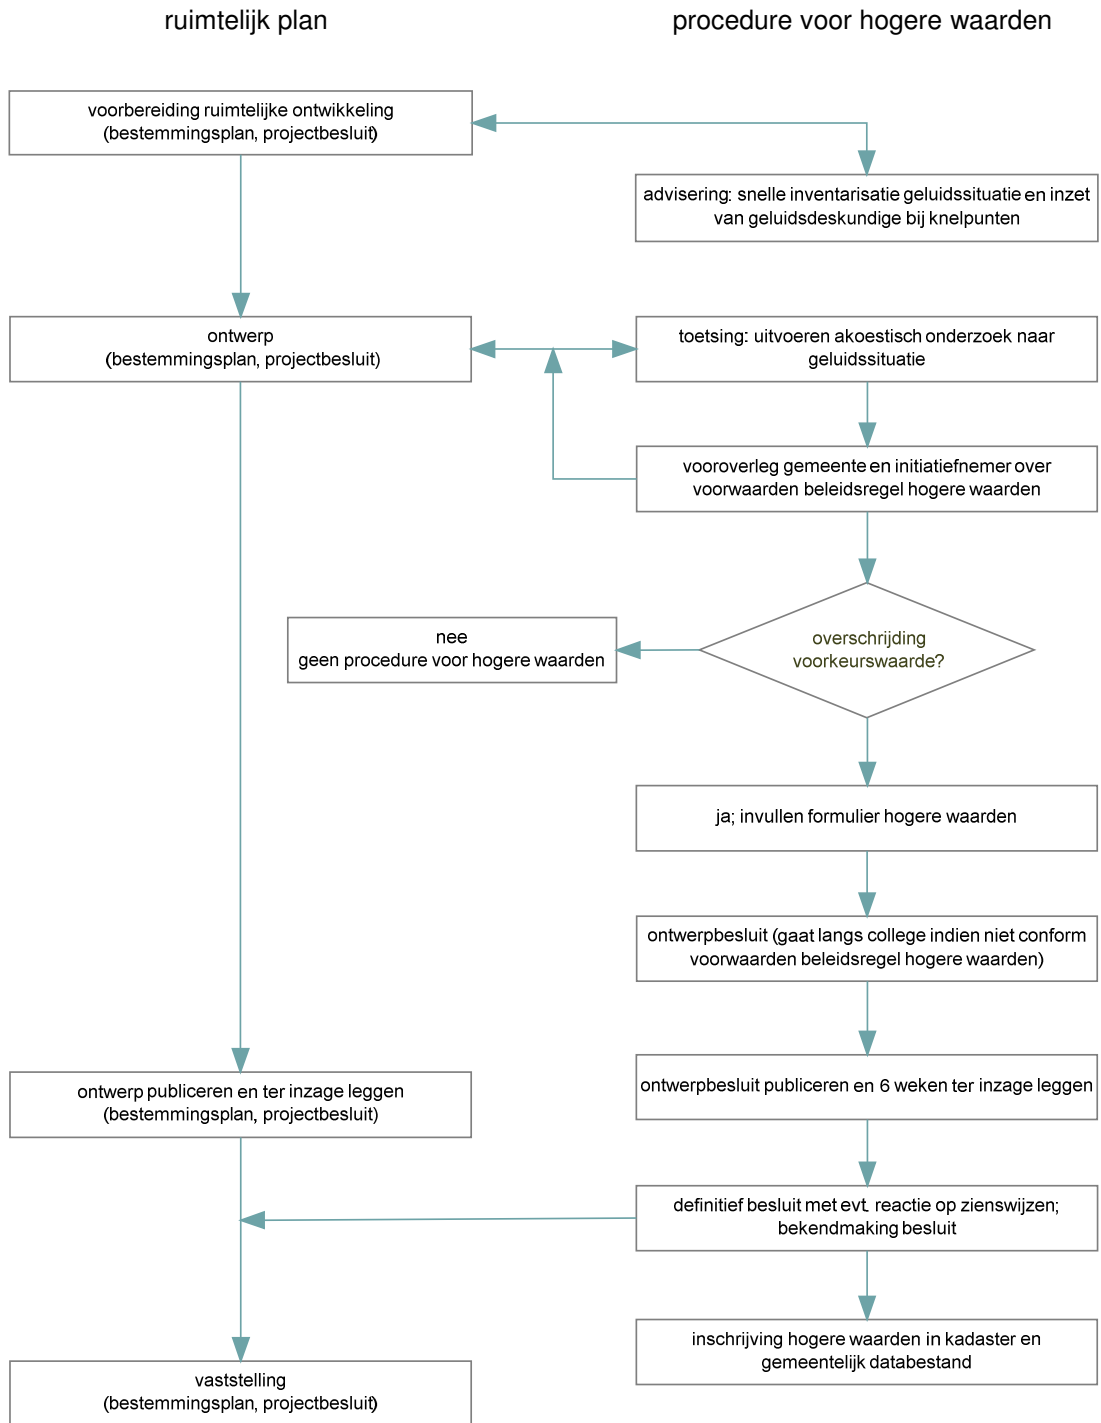 ruimtelijk plan
procedure voor hogere waarden
voorbereiding ruimtelijke ontwikkeling
(bestemmingsplan, projectbesluit)
advisering: snelle inventarisatie geluidssituatie en inzet
van geluidsdeskundige bij knelpunten
ontwerp
(bestemmingsplan, projectbesluit)
toetsing: uitvoeren akoestisch onderzoek naar
geluidssituatie
vooroverleg gemeente en initiatiefnemer over
voorwaarden beleidsregel hogere waarden
overschrijding
voorkeurswaarde?
nee
geen procedure voor hogere waarden
ja; invullen formulier hogere waarden
ontwerpbesluit (gaat langs college indien niet conform
voorwaarden beleidsregel hogere waarden)
ontwerpbesluit publiceren en 6 weken ter inzage leggen
ontwerp publiceren en ter inzage leggen
(bestemmingsplan, projectbesluit)
definitief besluit met evt. reactie op zienswijzen;
bekendmaking besluit
inschrijving hogere waarden in kadaster en
gemeentelijk databestand
vaststelling
(bestemmingsplan, projectbesluit)